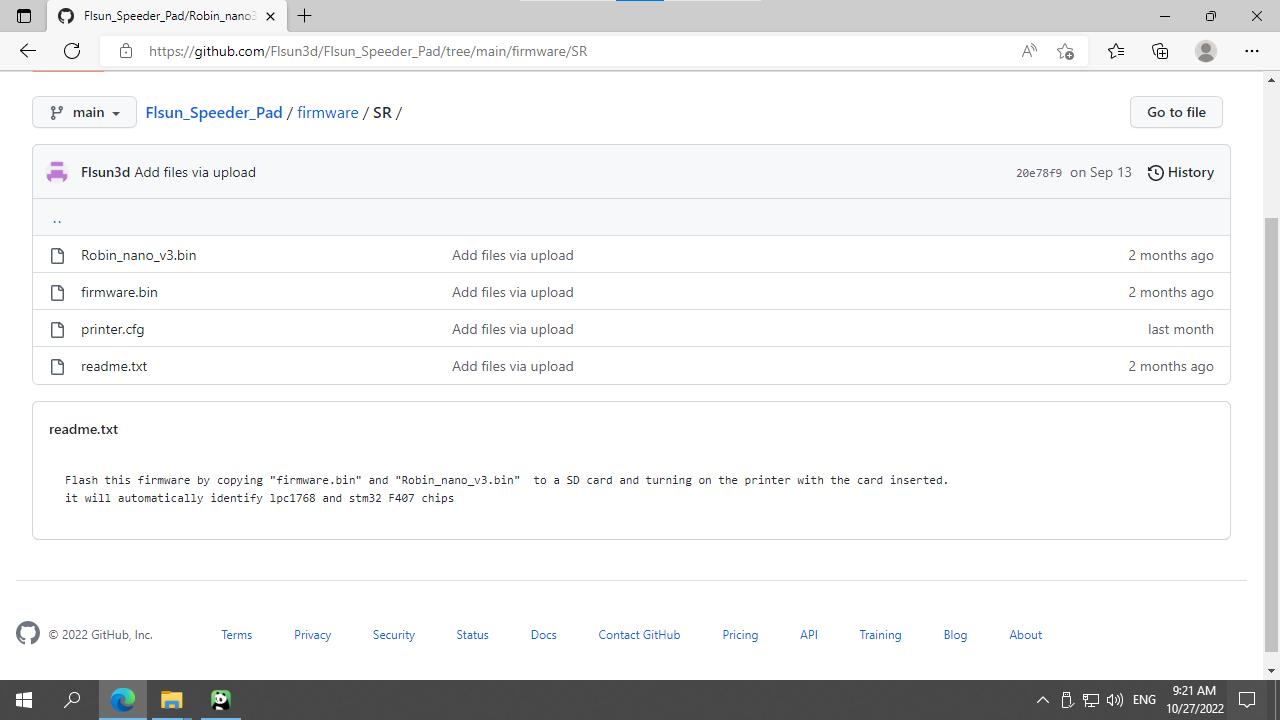 Flsun_Speeder_Pad/Robin_nano3
https://github.com/Flsun3d/Flsun_Speeder_Pad/tree/main/firmware/SR
main Flsun_Speeder_Pad / firmware / SR / Go to file
Flsun3d Add files via upload 20e78f9 on Sep 13 History
..
Robin_nano_v3.bin Add files via upload 2 months ago
firmware.bin Add files via upload 2 months ago
printer.cfg Add files via upload last month
readme.txt Add files via upload 2 months ago
readme.txt
Flash this firmware by copying "firmware.bin" and "Robin_nano_v3.bin"  to a SD card and turning on the printer with the card inserted.
it will automatically identify lpc1768 and stm32 F407 chips
© 2022 GitHub, Inc. Terms Privacy Security Status Docs Contact GitHub Pricing API Training Blog About
ENG 9:21 AM
10/27/2022